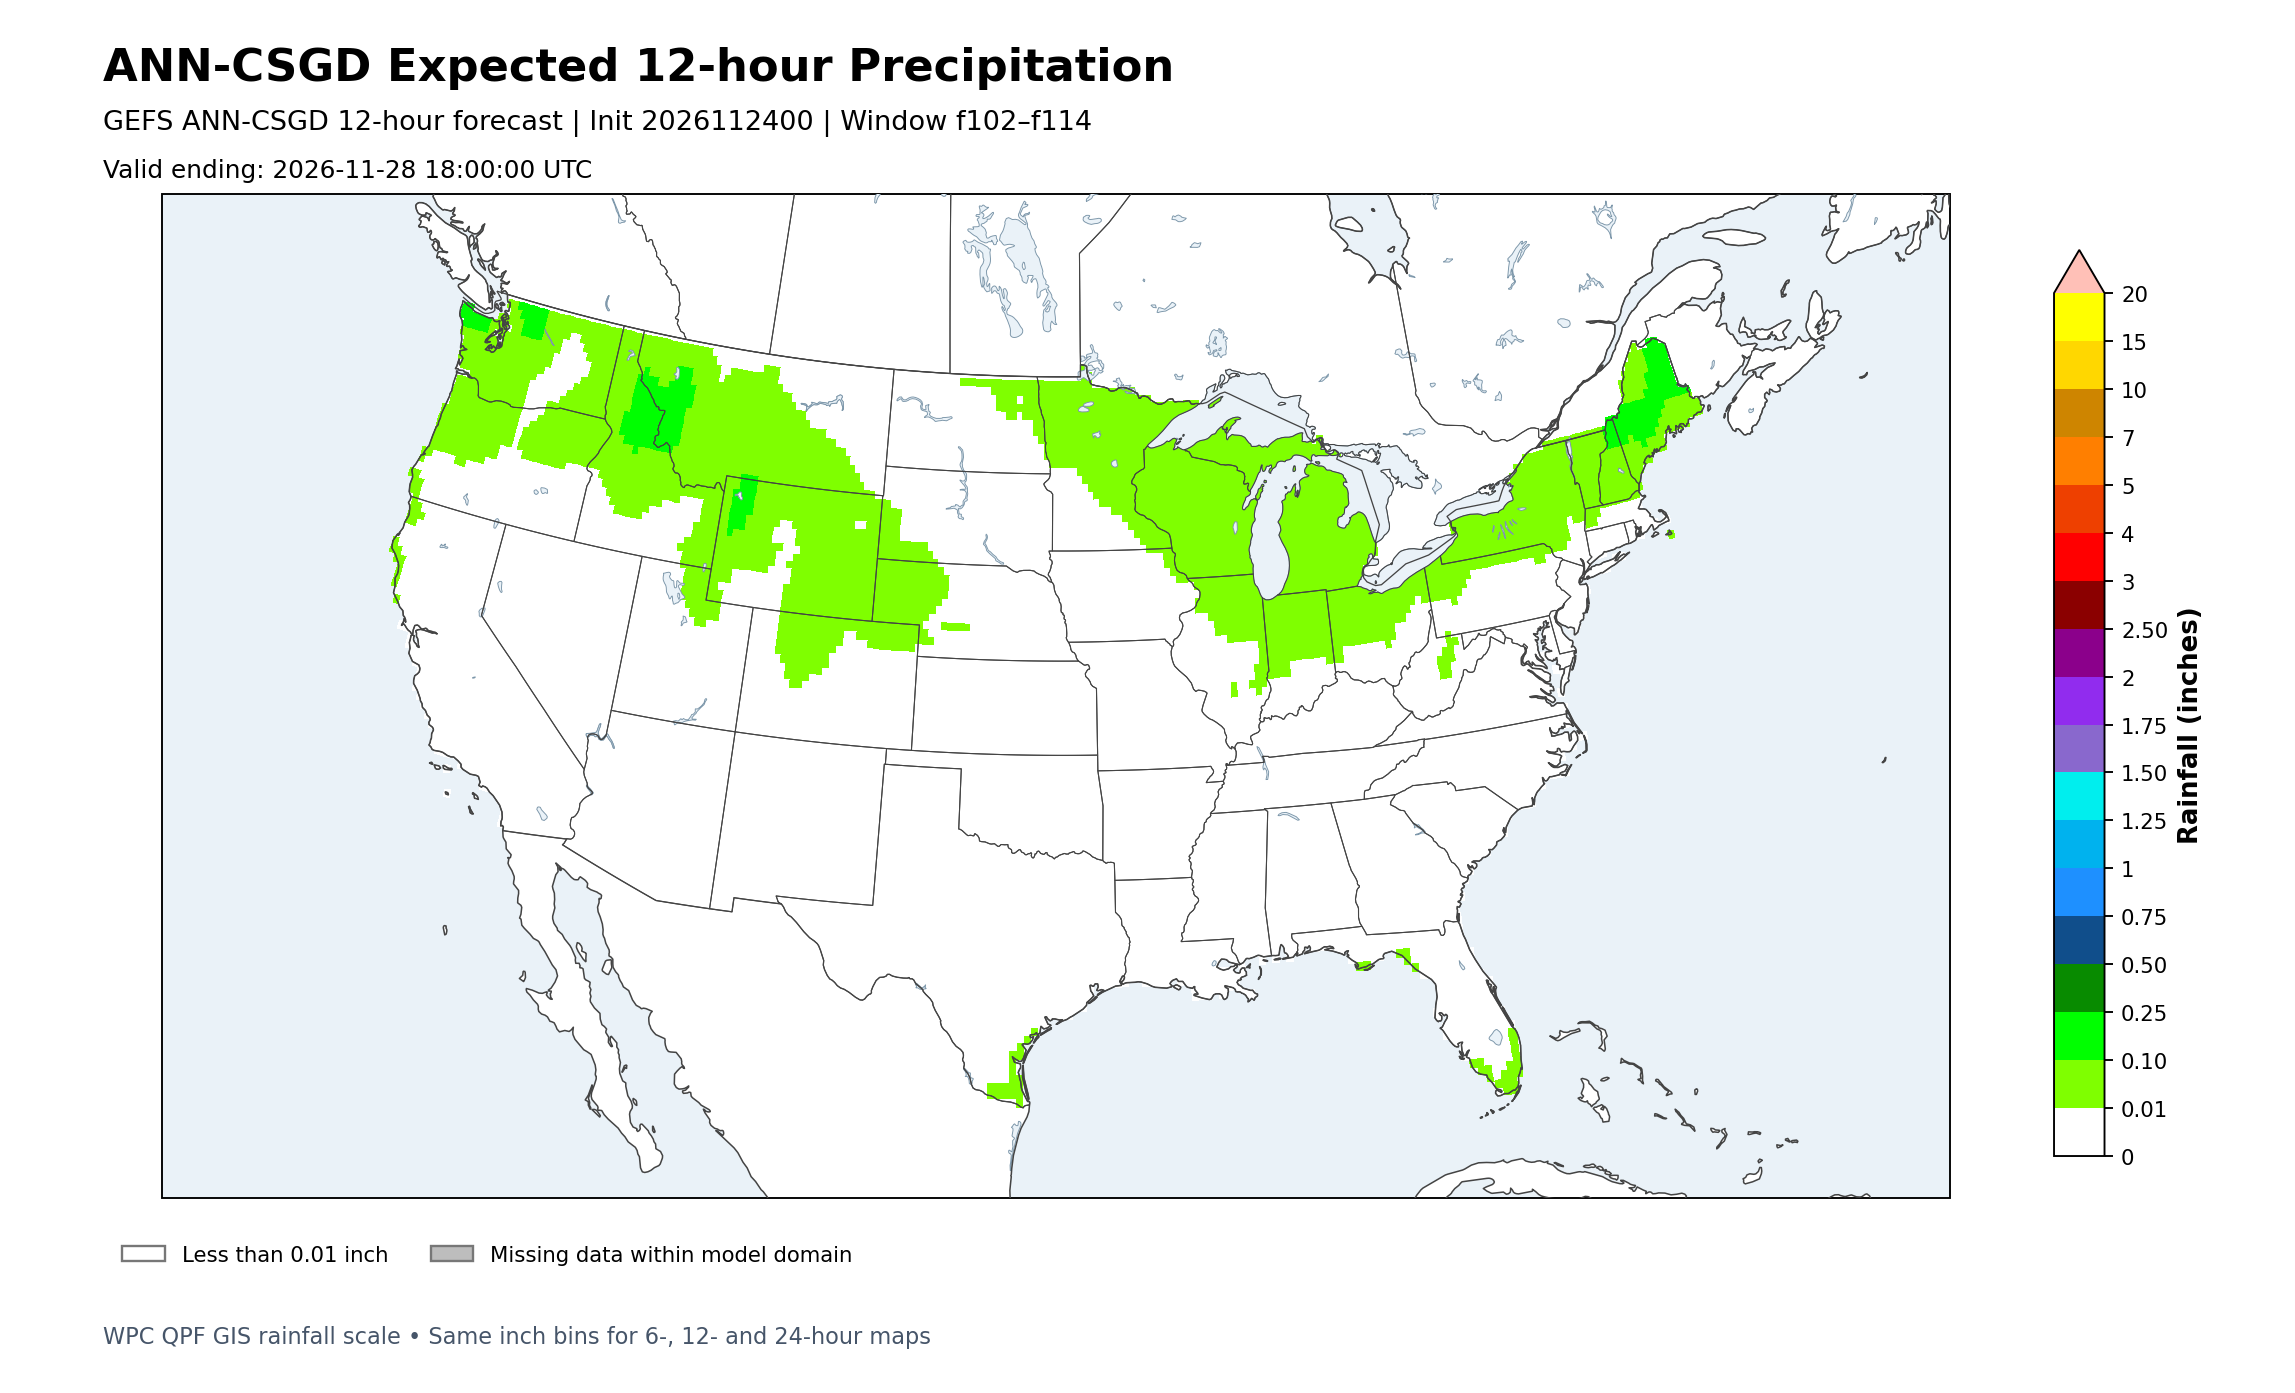 ANN-CSGD Expected 12-hour Precipitation
GEFS ANN-CSGD 12-hour forecast | Init 2026112400 | Window f102–f114
Valid ending: 2026-11-28 18:00:00 UTC
20
15
10
7
5
4
3
2.50
2
1.75
1.50
1.25
1
0.75
0.50
0.25
0.10
0.01
0
Rainfall (inches)
Less than 0.01 inch
Missing data within model domain
WPC QPF GIS rainfall scale • Same inch bins for 6-, 12- and 24-hour maps